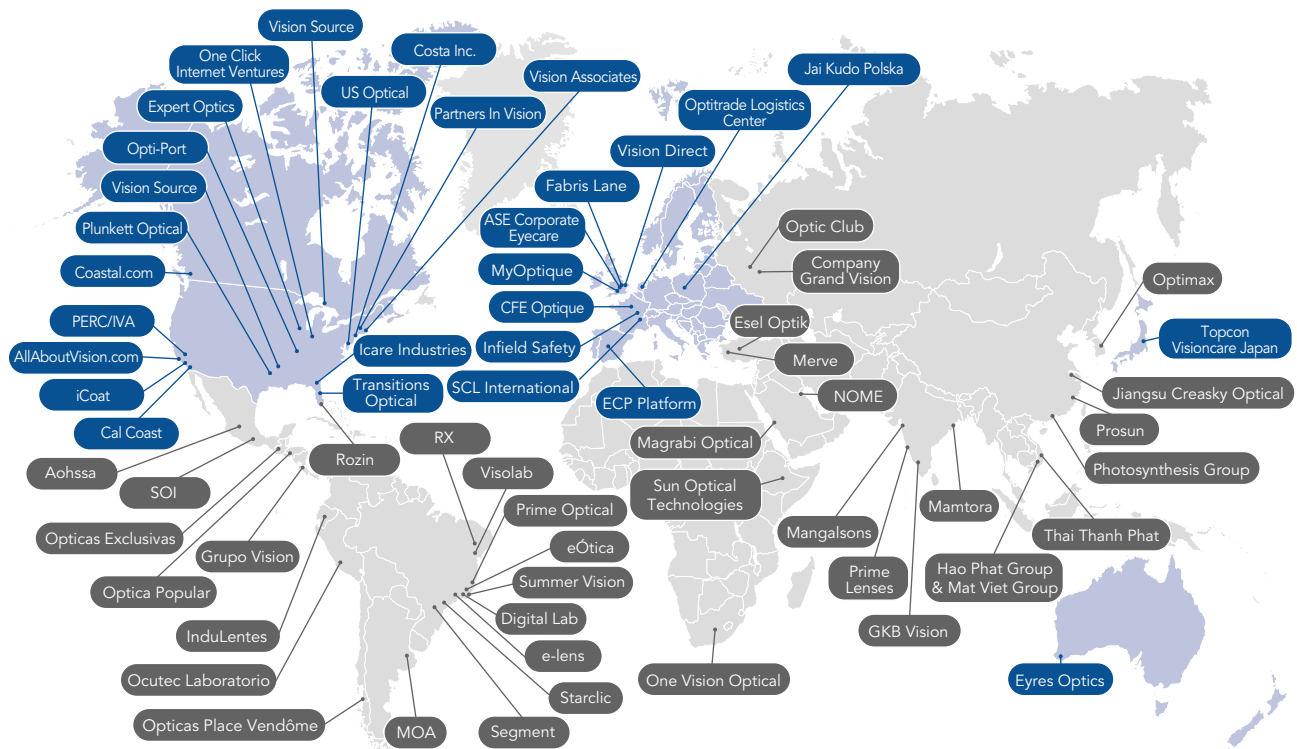 Vision Source
One Click
Internet Ventures
Costa Inc.
Vision Associates
Jai Kudo Polska
US Optical
Expert Optics
Partners In Vision
Optitrade Logistics
Center
Opti-Port
Vision Direct
Vision Source
Fabris Lane
Plunkett Optical
ASE Corporate
Eyecare
Optic Club
Coastal.com
MyOptique
Company
Grand Vision
Optimax
PERC/IVA
CFE Optique
Esel Optik
Topcon
Visioncare Japan
AllAboutVision.com
Icare Industries
Infield Safety
Merve
iCoat
Transitions
Optical
SCL International
ECP Platform
NOME
Jiangsu Creasky Optical
Cal Coast
RX
Magrabi Optical
Prosun
Aohssa
Rozin
Visolab
Photosynthesis Group
SOI
Sun Optical
Technologies
Mamtora
Prime Optical
Mangalsons
Thai Thanh Phat
Opticas Exclusivas
Grupo Vision
eÓtica
Optica Popular
Summer Vision
Prime
Lenses
Hao Phat Group
& Mat Viet Group
InduLentes
Digital Lab
GKB Vision
e-lens
Ocutec Laboratorio
One Vision Optical
Eyres Optics
Starclic
Opticas Place Vendôme
MOA
Segment